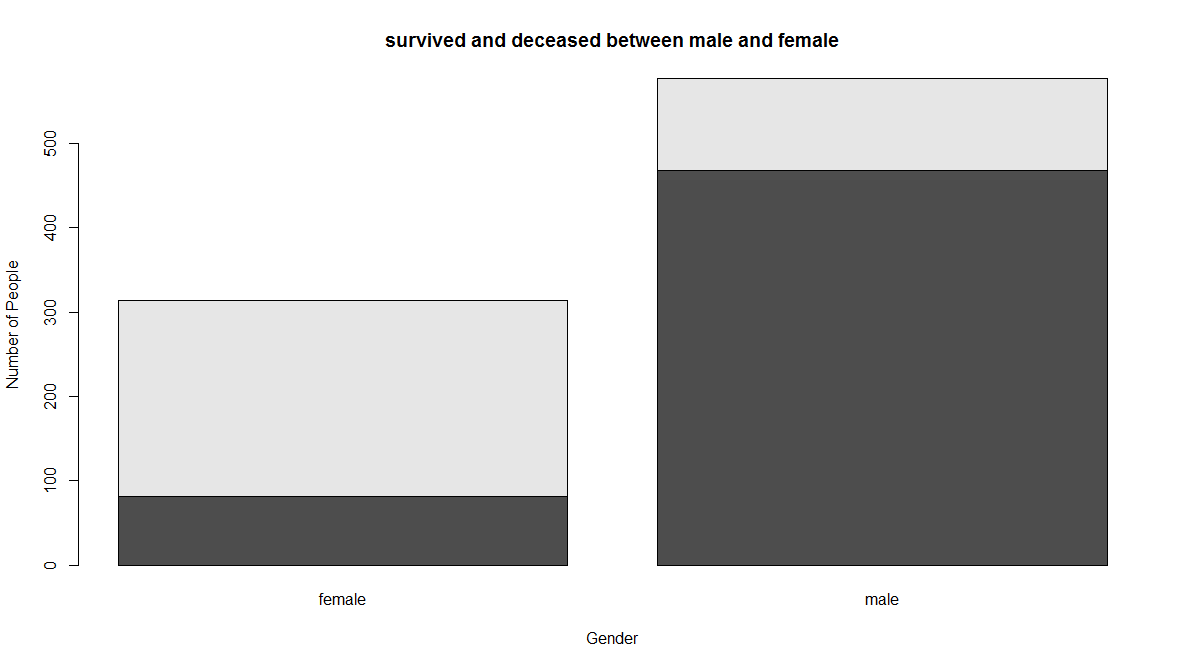 survived and deceased between male and female
Number of People
500
400
300
200
100
0
female
male
Gender